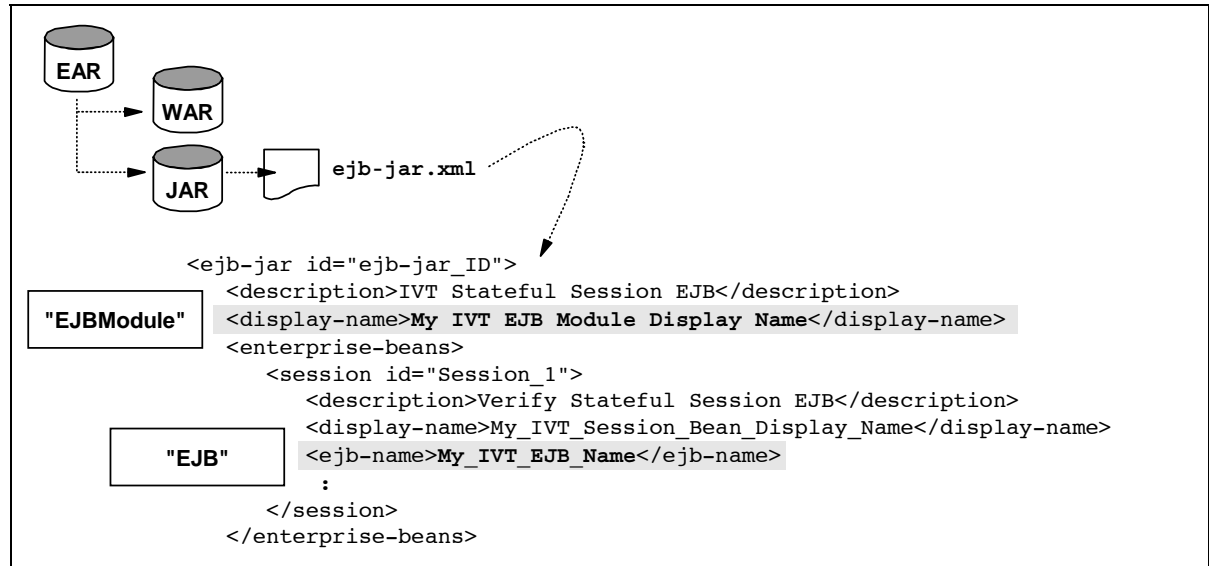 EAR
WAR
JAR
ejb-jar.xml
<ejb-jar id="ejb-jar_ID">
<description>IVT Stateful Session EJB</description>
"EJBModule"
<display-name>My IVT EJB Module Display Name</display-name>
<enterprise-beans>
<session id="Session_1">
<description>Verify Stateful Session EJB</description>
<display-name>My_IVT_Session_Bean_Display_Name</display-name>
"EJB"
<ejb-name>My_IVT_EJB_Name</ejb-name>
:
</session>
</enterprise-beans>